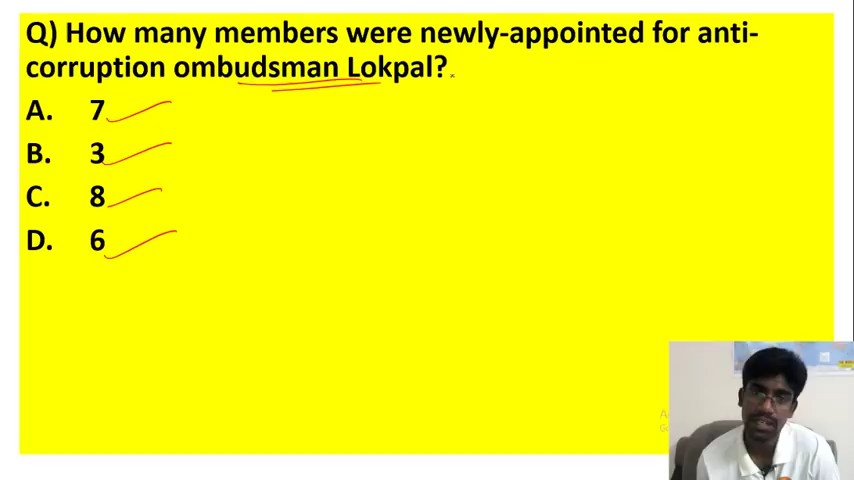 Q) How many members were newly-appointed for anti-
corruption ombudsman Lokpal?
A. 7
B. 3
C. 8
D. 6